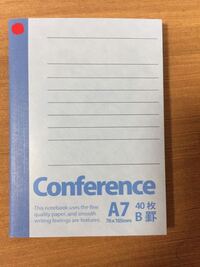 Conference
This notebook uses the fine
quality paper, and smooth
writing feelings are features.
A7
74×105mm
40枚
B罫